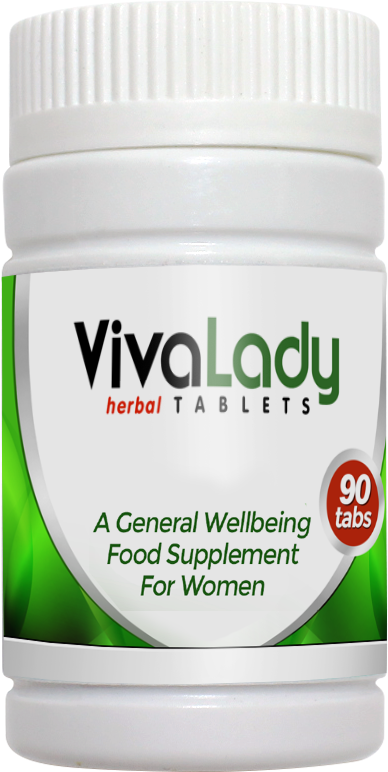 VivaLady
herbal TABLETS
90
tabs
A General Wellbeing
Food Supplement
For Women